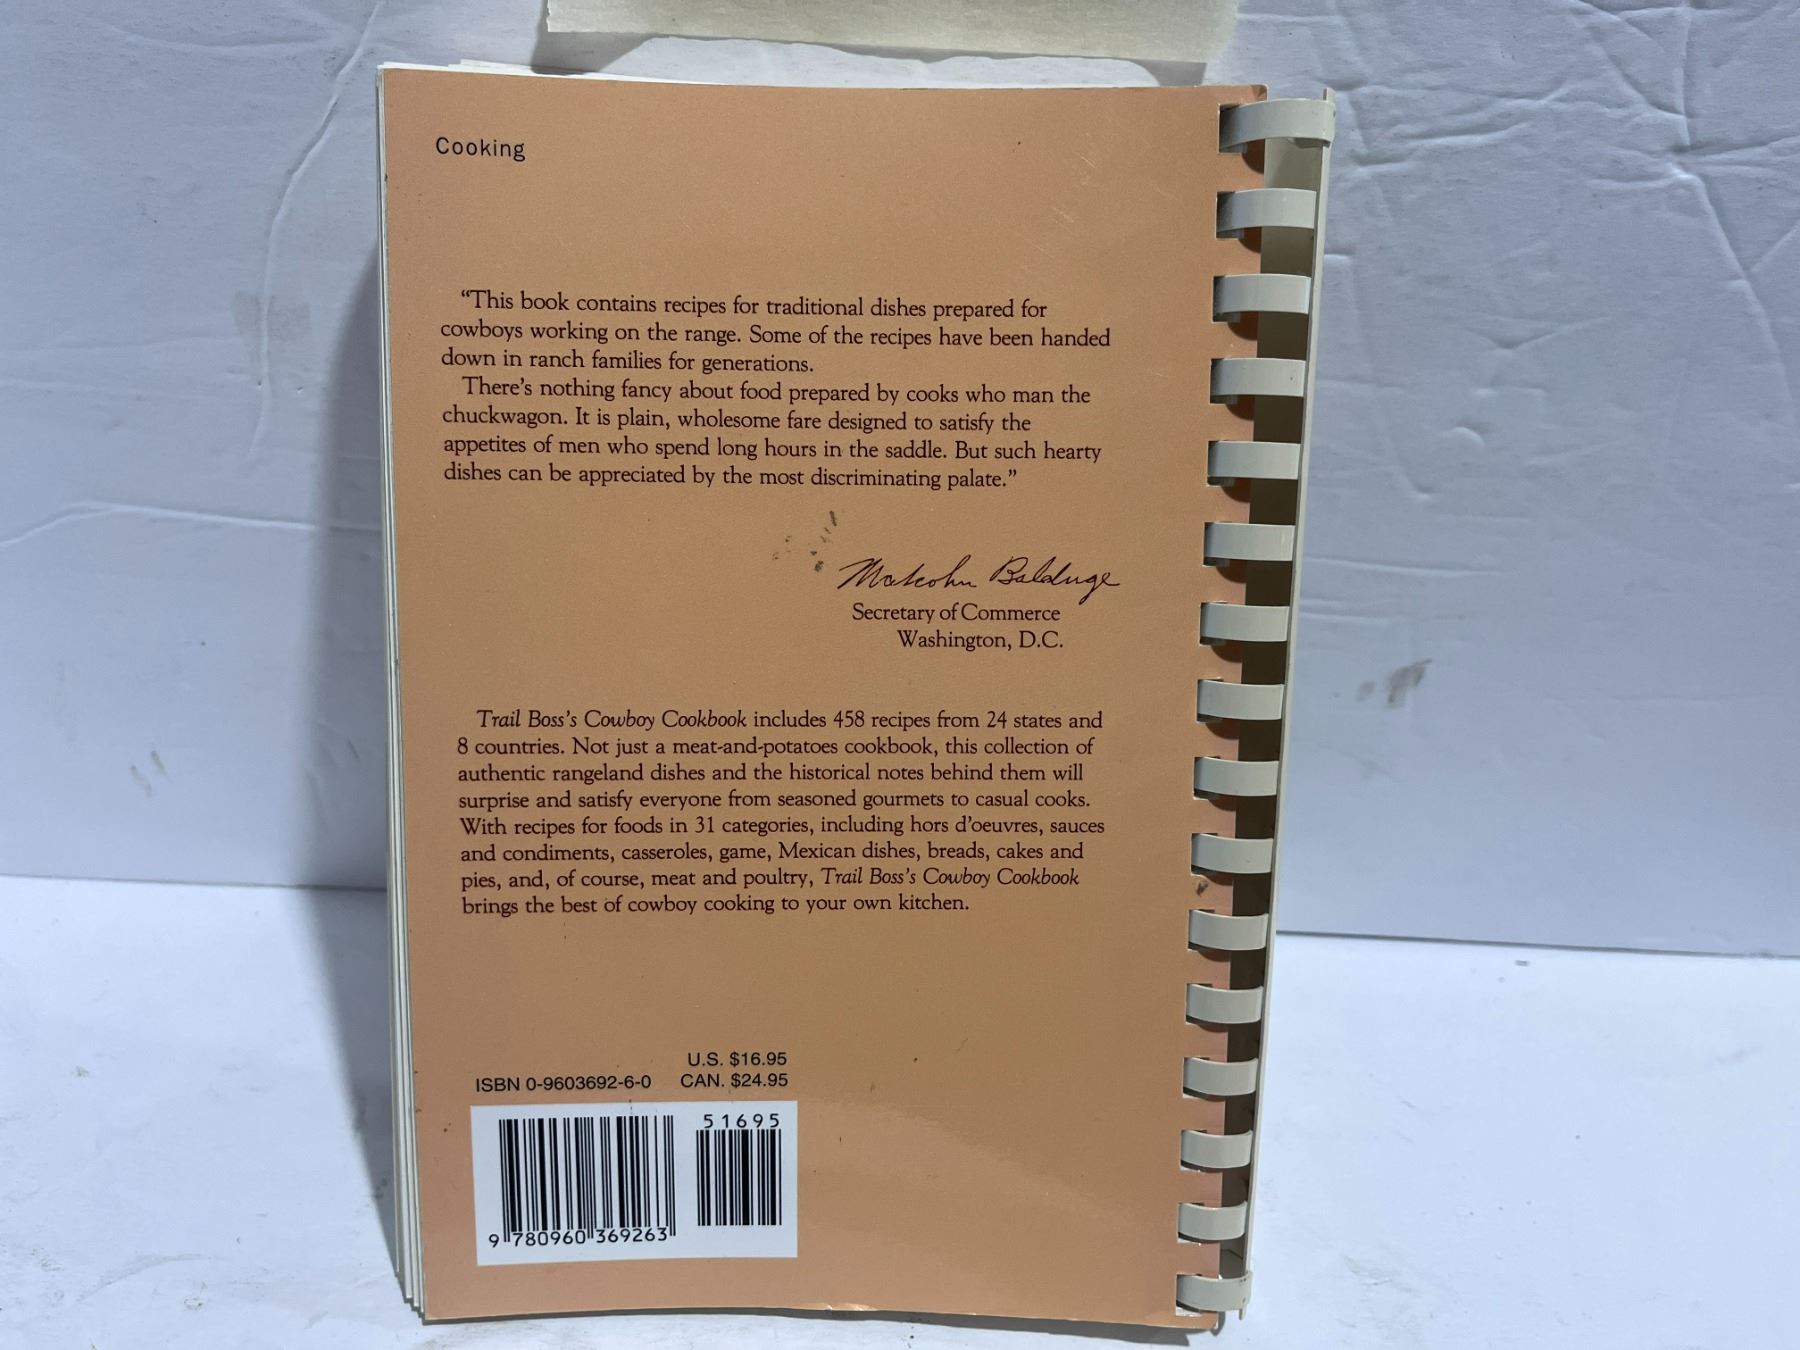 Cooking
“This book contains recipes for traditional dishes prepared for
cowboys working on the range. Some of the recipes have been handed
down in ranch families for generations.
There’s nothing fancy about food prepared by cooks who man the
chuckwagon. It is plain, wholesome fare designed to satisfy the
appetites of men who spend long hours in the saddle. But such hearty
dishes can be appreciated by the most discriminating palate.”
Malcolm Baldrige
Secretary of Commerce
Washington, D.C.
Trail Boss’s Cowboy Cookbook includes 458 recipes from 24 states and
8 countries. Not just a meat-and-potatoes cookbook, this collection of
authentic rangeland dishes and the historical notes behind them will
surprise and satisfy everyone from seasoned gourmets to casual cooks.
With recipes for foods in 31 categories, including hors d’oeuvres, sauces
and condiments, casseroles, game, Mexican dishes, breads, cakes and
pies, and, of course, meat and poultry, Trail Boss’s Cowboy Cookbook
brings the best of cowboy cooking to your own kitchen.
U.S. $16.95
ISBN 0-9603692-6-0 CAN. $24.95
51695
9 780960 369263